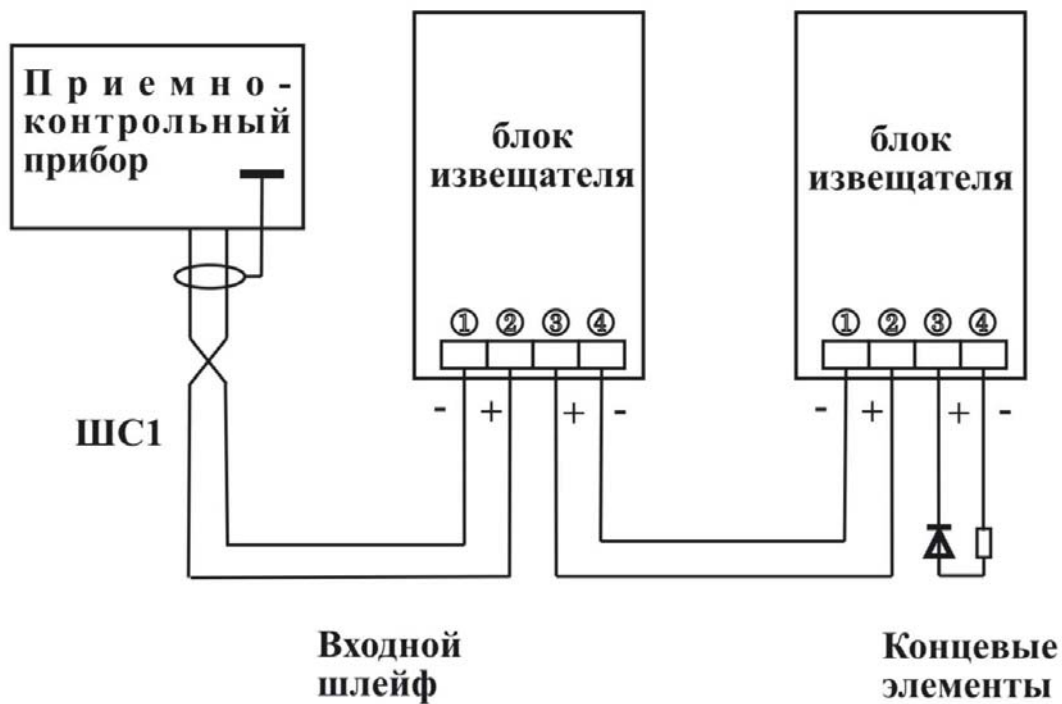 Приемно-
контрольный
прибор
блок
извещателя
блок
извещателя
① ② ③ ④
① ② ③ ④
- + + -
- + + -
ШС1
Входной
шлейф
Концевые
элементы